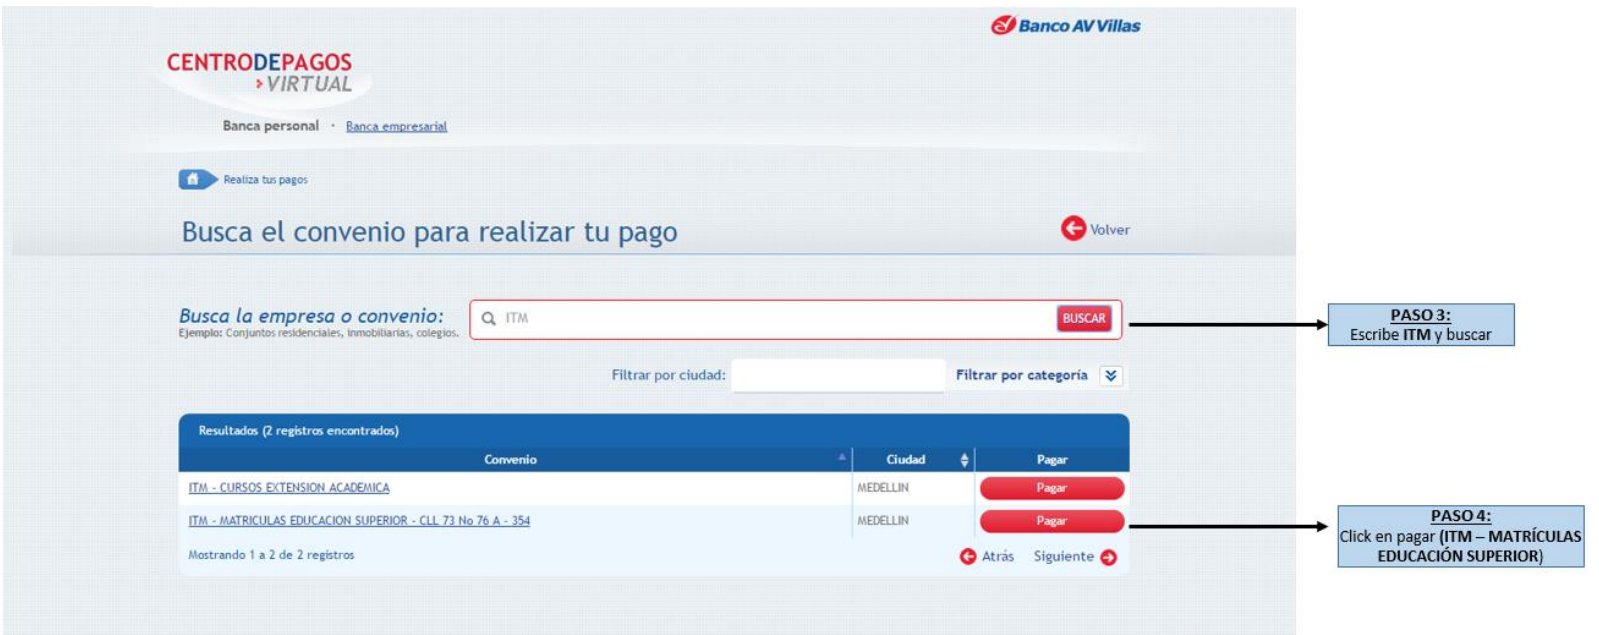 Banco AV Villas
CENTRODEPAGOS
VIRTUAL
Banca personal · Banca empresarial
Realiza tus pagos
Busca el convenio para realizar tu pago
Volver
Busca la empresa o convenio:
Ejemplo: Conjuntos residenciales, inmobiliarias, colegios.
ITM
BUSCAR
PASO 3:
Escribe ITM y buscar
Filtrar por ciudad:
Filtrar por categoría
Resultados (2 registros encontrados)
Convenio Ciudad Pagar
ITM - CURSOS EXTENSION ACADEMICA MEDELLIN Pagar
ITM - MATRICULAS EDUCACION SUPERIOR - CLL 73 No 76 A - 354 MEDELLIN Pagar
Mostrando 1 a 2 de 2 registros
Atrás Siguiente
PASO 4:
Click en pagar (ITM – MATRÍCULAS
EDUCACIÓN SUPERIOR)